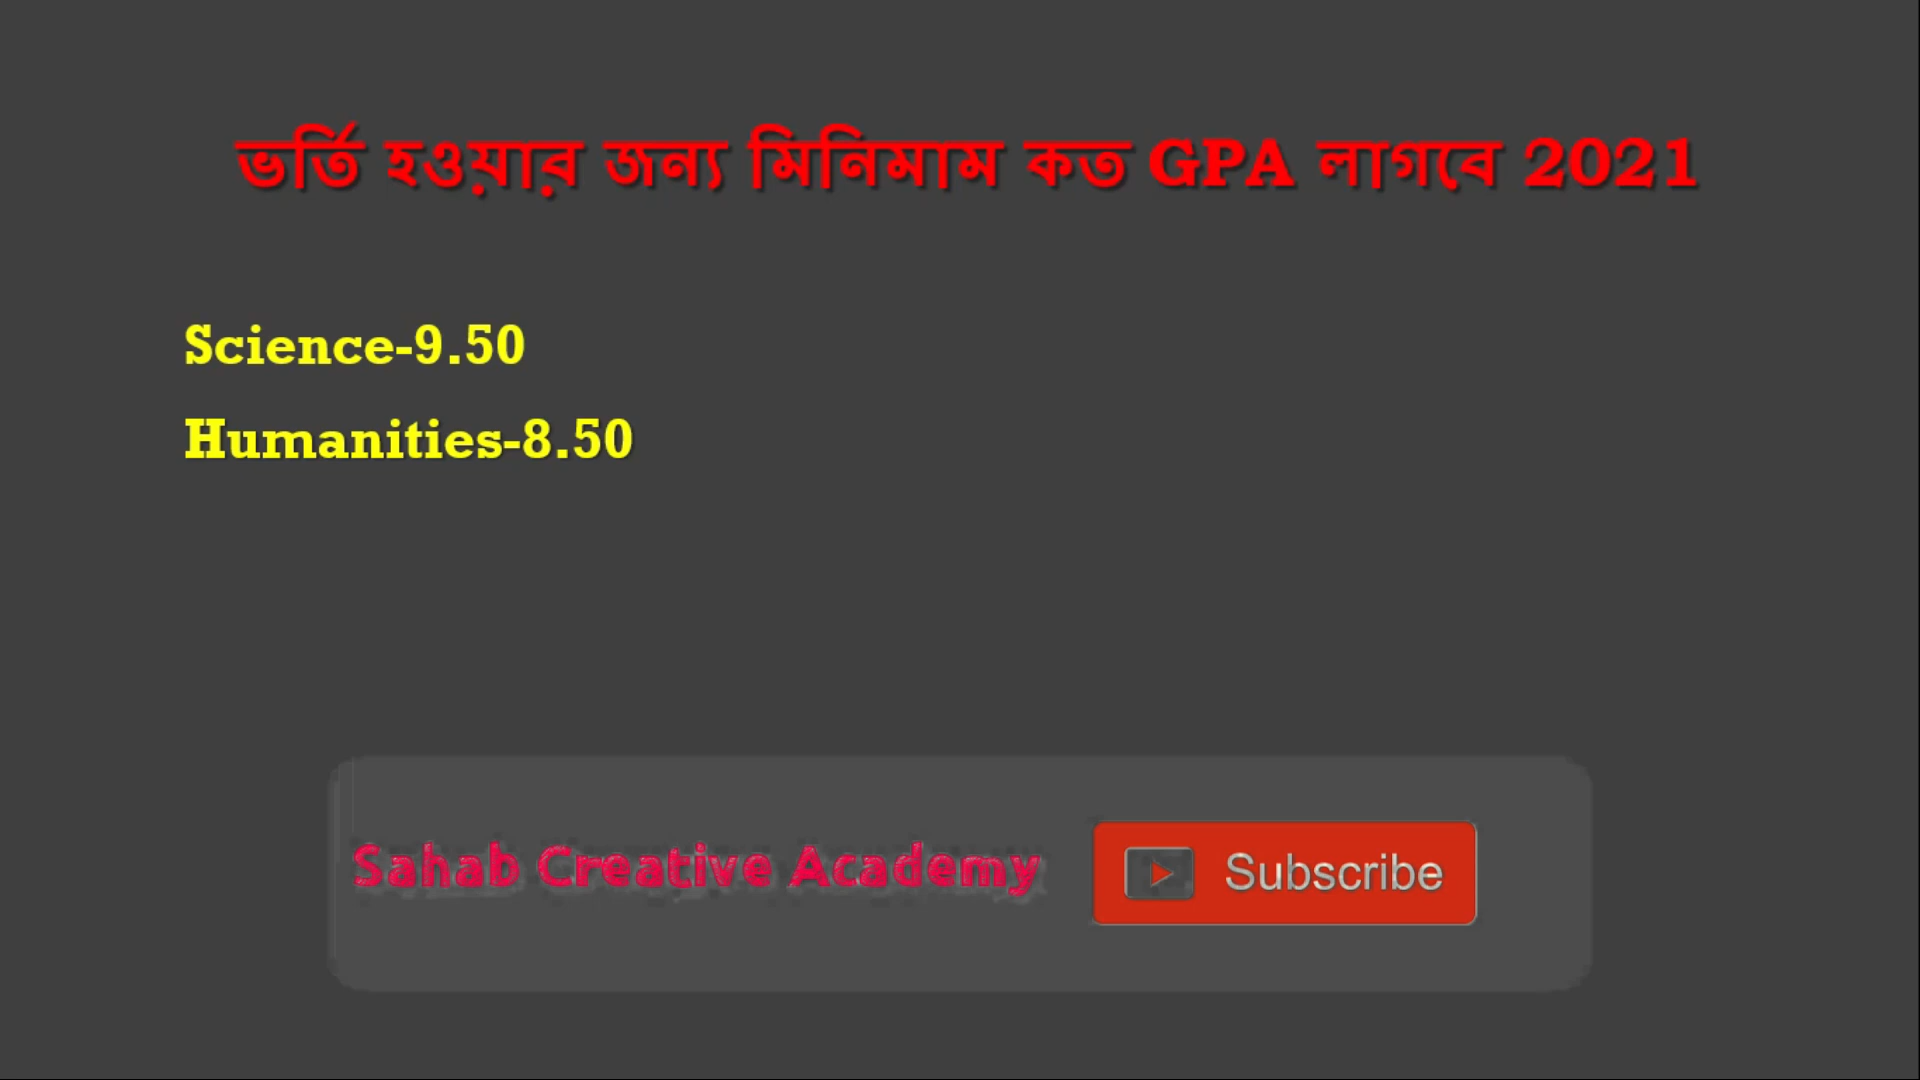 ভর্তি হওয়ার জন্য মিনিমাম কত GPA লাগবে 2021
Science-9.50
Humanities-8.50
Sahab Creative Academy
Subscribe